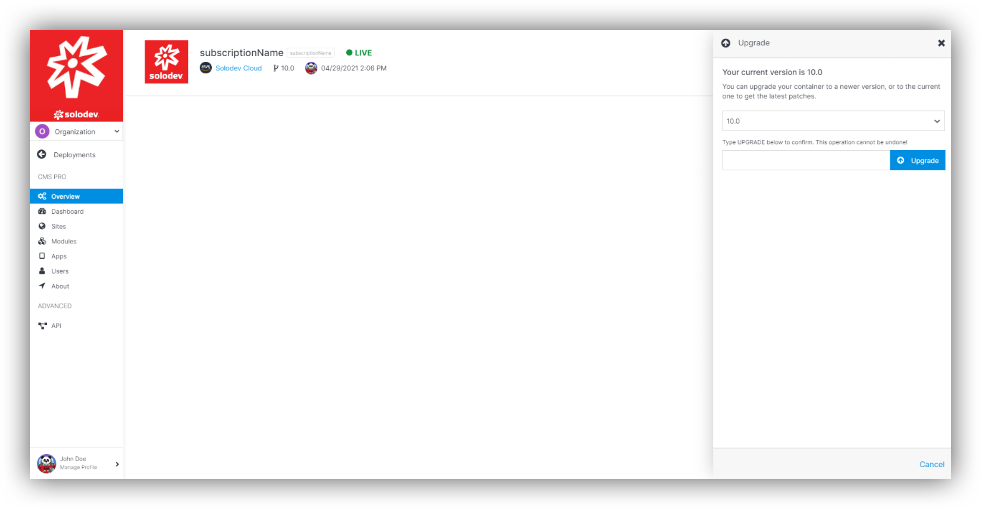 solodev
O Organization
Deployments
CMS PRO
Overview
Dashboard
Sites
Modules
Apps
Users
About
ADVANCED
API
John Doe
Manage Profile
solodev
subscriptionName subscriptionName LIVE
Solodev Cloud 10.0 04/29/2021 2:06 PM
Upgrade
Your current version is 10.0
You can upgrade your container to a newer version, or to the current
one to get the latest patches.
10.0
Type UPGRADE below to confirm. This operation cannot be undone!
Upgrade
Cancel